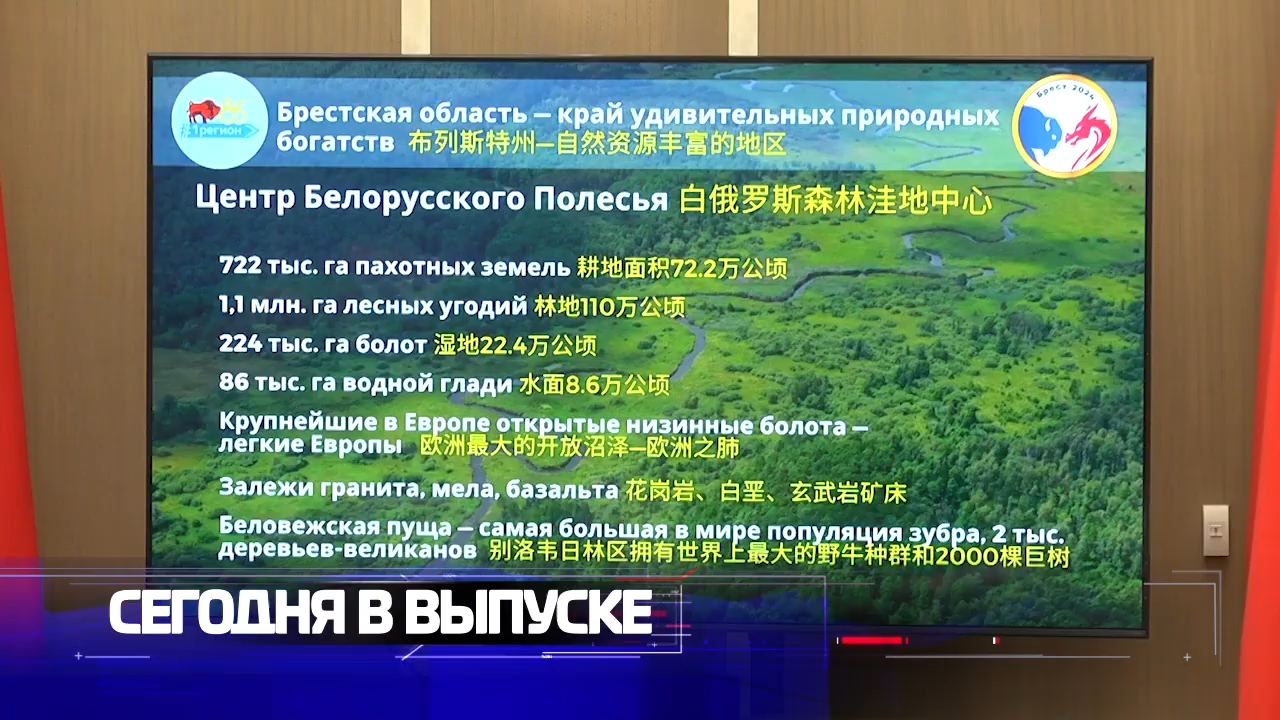 86
#1регион
Брест 2024
Брестская область – край удивительных природных
богатств 布列斯特州—自然资源丰富的地区
Центр Белорусского Полесья 白俄罗斯森林洼地中心
722 тыс. га пахотных земель 耕地面积72.2万公顷
1,1 млн. га лесных угодий 林地110万公顷
224 тыс. га болот 湿地22.4万公顷
86 тыс. га водной глади 水面8.6万公顷
Крупнейшие в Европе открытые низинные болота –
легкие Европы 欧洲最大的开放沼泽—欧洲之肺
Залежи гранита, мела, базальта 花岗岩、白垩、玄武岩矿床
Беловежская пуща – самая большая в мире популяция зубра, 2 тыс.
деревьев-великанов 别洛韦日林区拥有世界上最大的野牛种群和2000棵巨树
СЕГОДНЯ В ВЫПУСКЕ